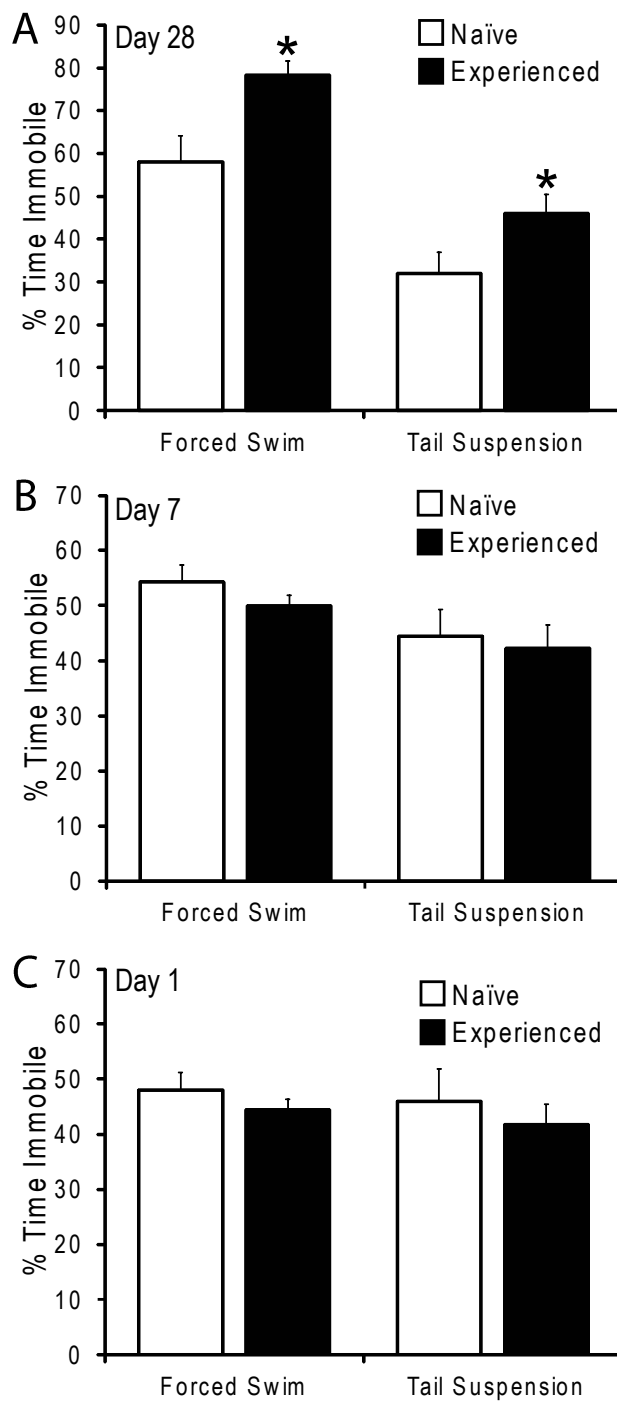 A
Day 28
Naïve
Experienced
*
*
% Time Immobile
90
80
70
60
50
40
30
20
10
0
Forced Swim
Tail Suspension
B
Day 7
Naïve
Experienced
% Time Immobile
70
60
50
40
30
20
10
0
Forced Swim
Tail Suspension
C
Day 1
Naïve
Experienced
% Time Immobile
70
60
50
40
30
20
10
0
Forced Swim
Tail Suspension